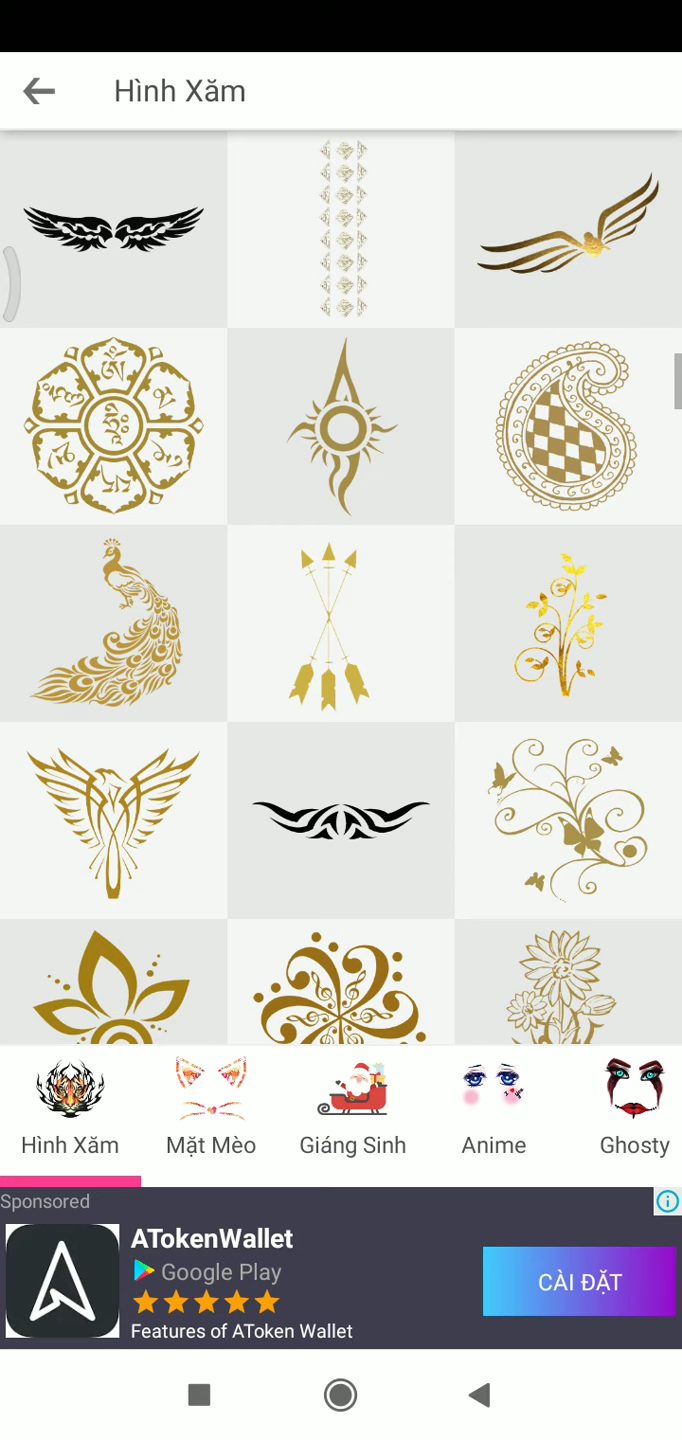 Hình Xăm
Hình Xăm
Mặt Mèo
Giáng Sinh
Anime
Ghosty
Sponsored
ATokenWallet
Google Play
CÀI ĐẶT
Features of AToken Wallet